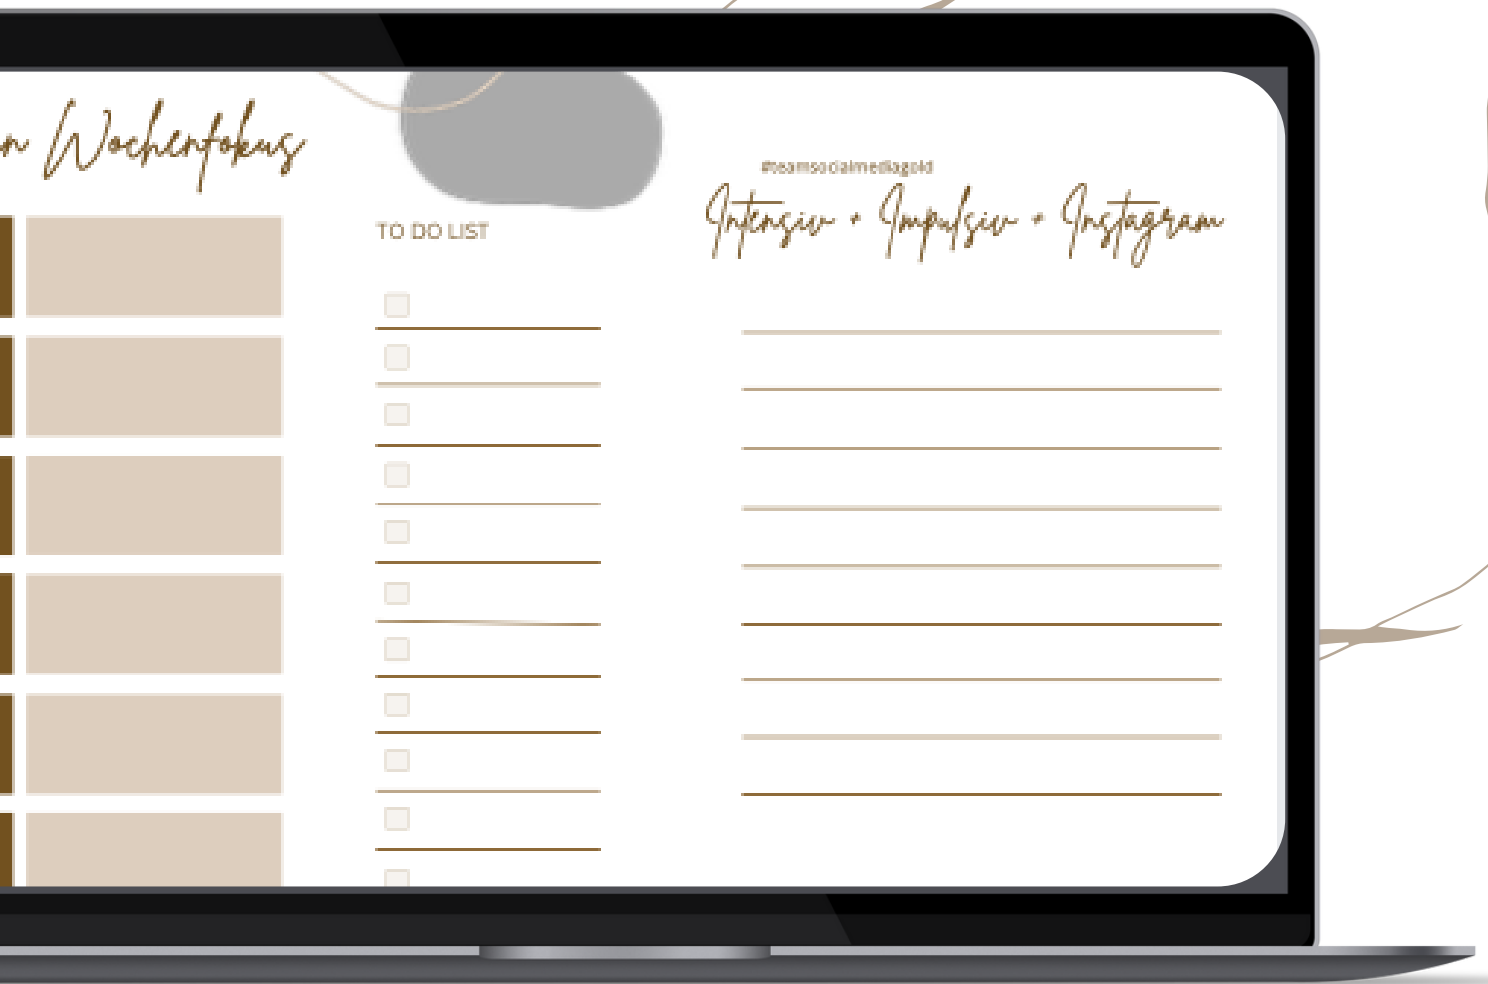 Wochenfokus
TO DO LIST
#teamsocialmediagold
Intensiv + Impulsiv + Instagram